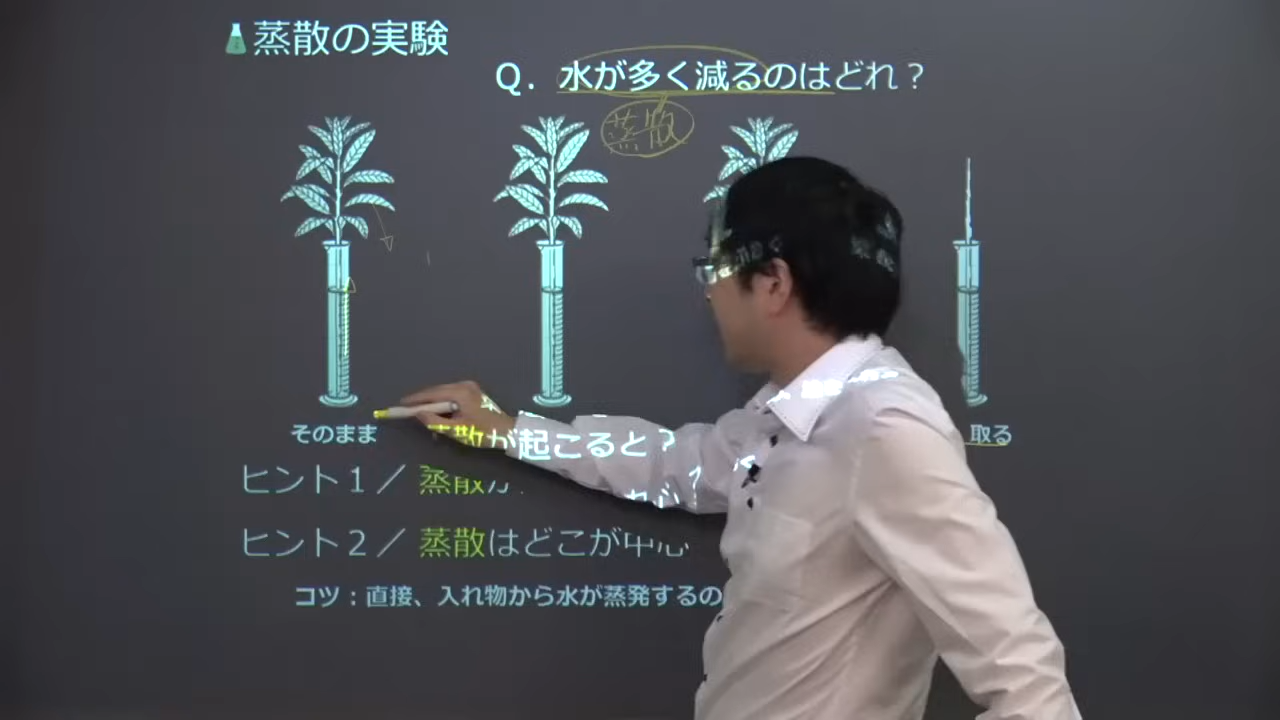 蒸散の実験
Q. 水が多く減るのはどれ？
蒸散
そのまま
取る
蒸散が起こると？
ヒント１／ 蒸散が
ヒント２／ 蒸散はどこが中心
コツ：直接、入れ物から水が蒸発するの